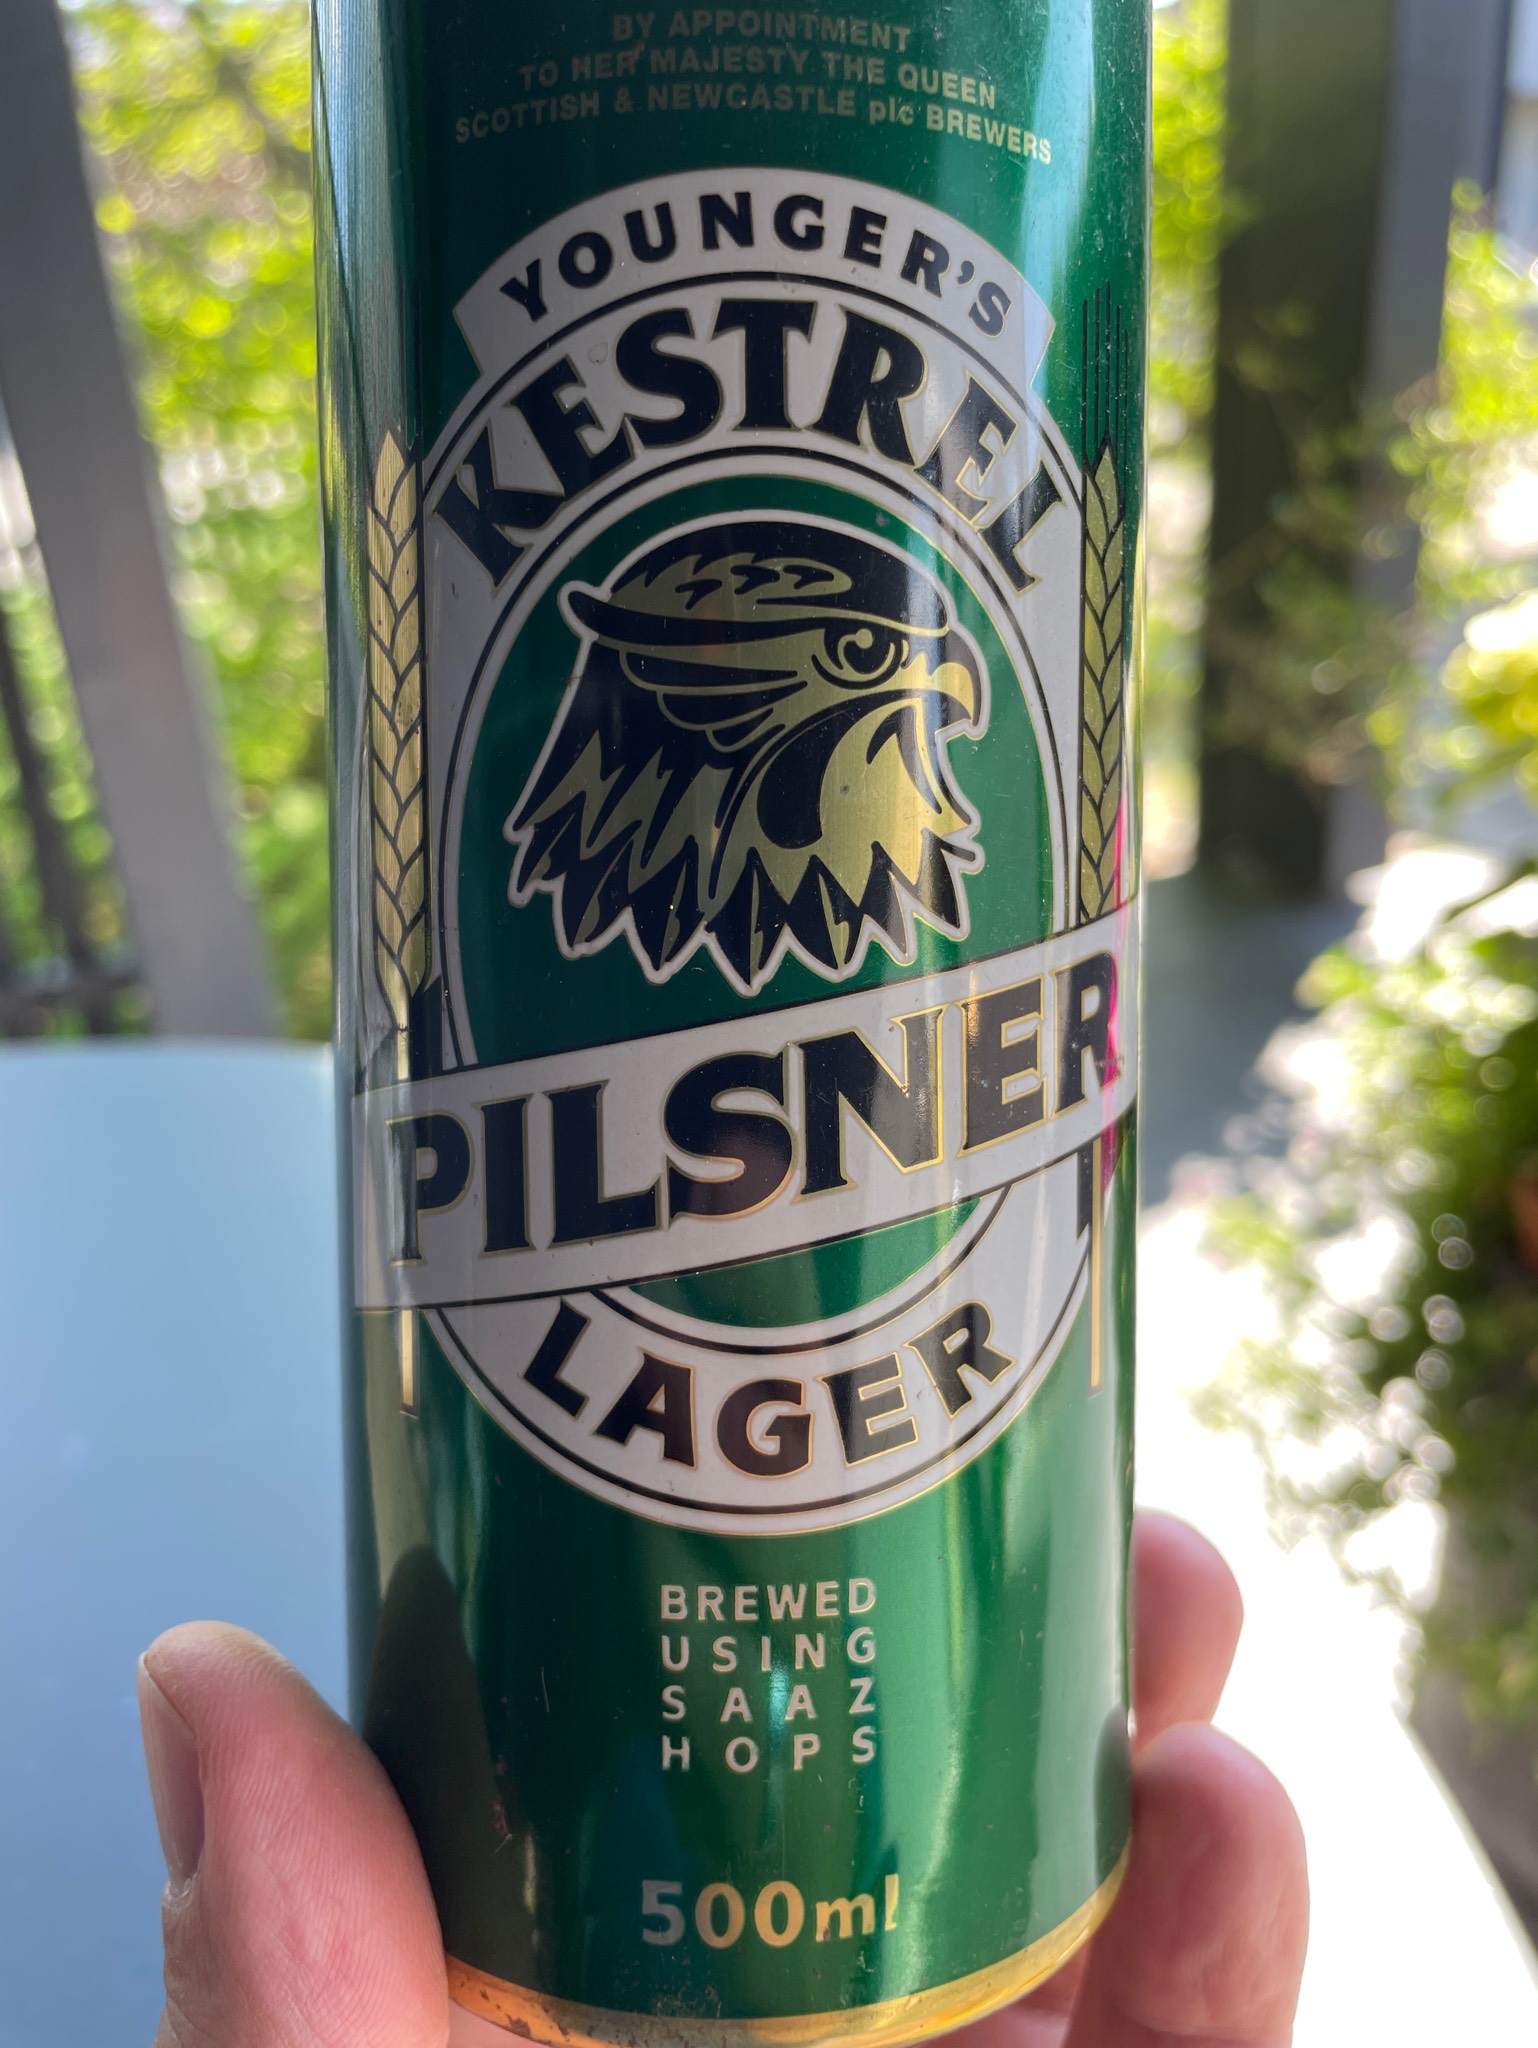 BY APPOINTMENT
TO HER MAJESTY THE QUEEN
SCOTTISH & NEWCASTLE plc BREWERS
YOUNGER'S
KESTREL
PILSNER
LAGER
BREWED
USING
SAAZ
HOPS
500ml